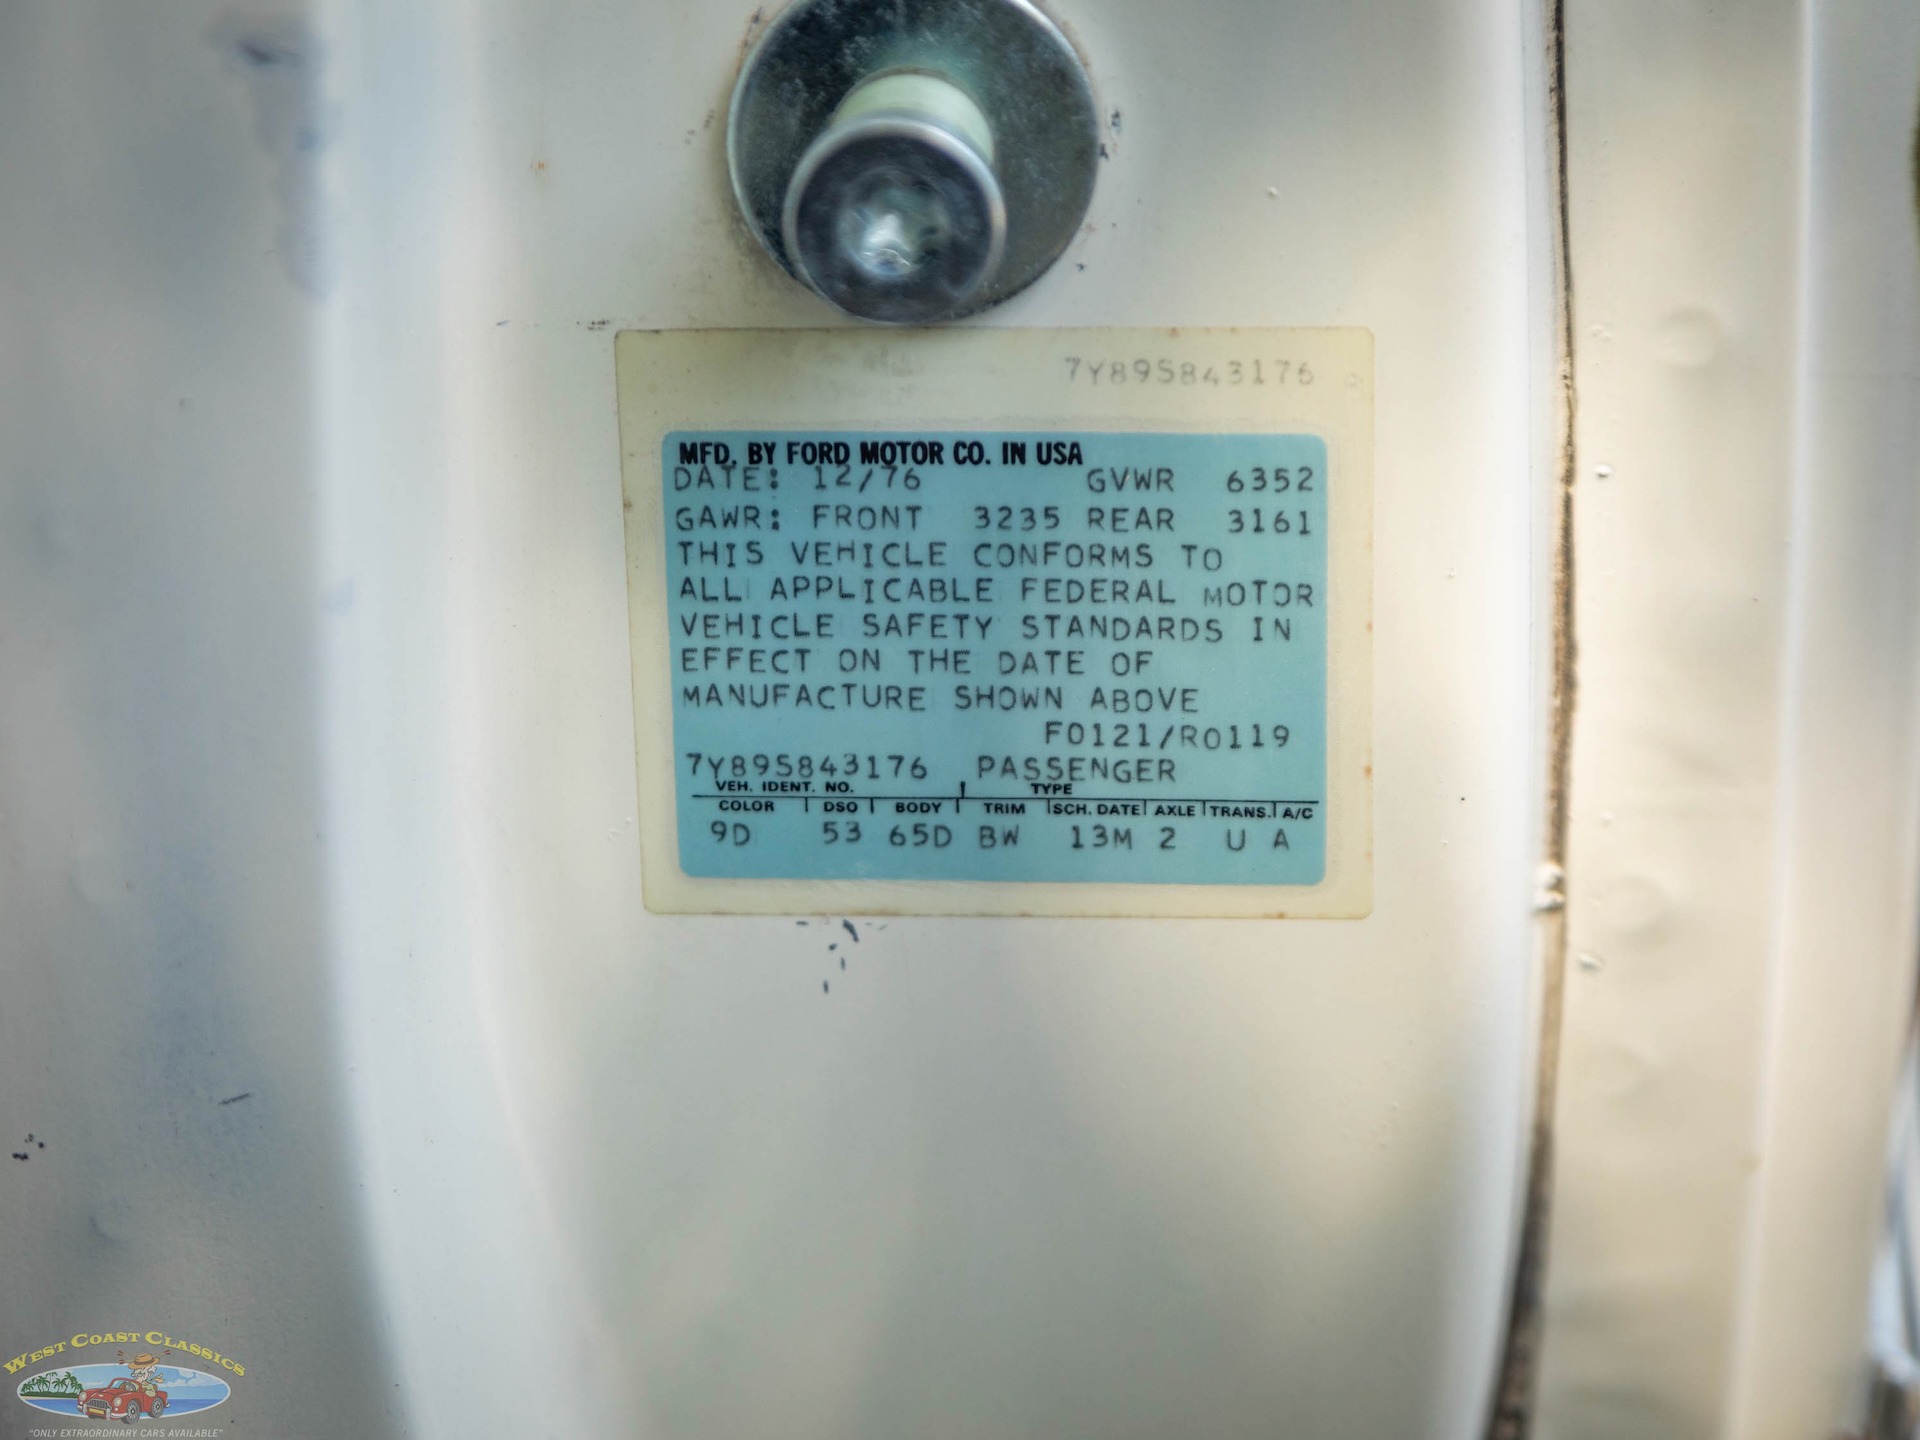 7Y89S843176
MFD. BY FORD MOTOR CO. IN USA
DATE: 12/76 GVWR 6352
GAWR: FRONT 3235 REAR 3161
THIS VEHICLE CONFORMS TO
ALL APPLICABLE FEDERAL MOTOR
VEHICLE SAFETY STANDARDS IN
EFFECT ON THE DATE OF
MANUFACTURE SHOWN ABOVE
F0121/R0119
7Y89S843176 PASSENGER
VEH. IDENT. NO. TYPE
COLOR DSO BODY TRIM SCH. DATE AXLE TRANS. A/C
9D 53 65D BW 13M 2 U A
WEST COAST CLASSICS
"ONLY EXTRAORDINARY CARS AVAILABLE"